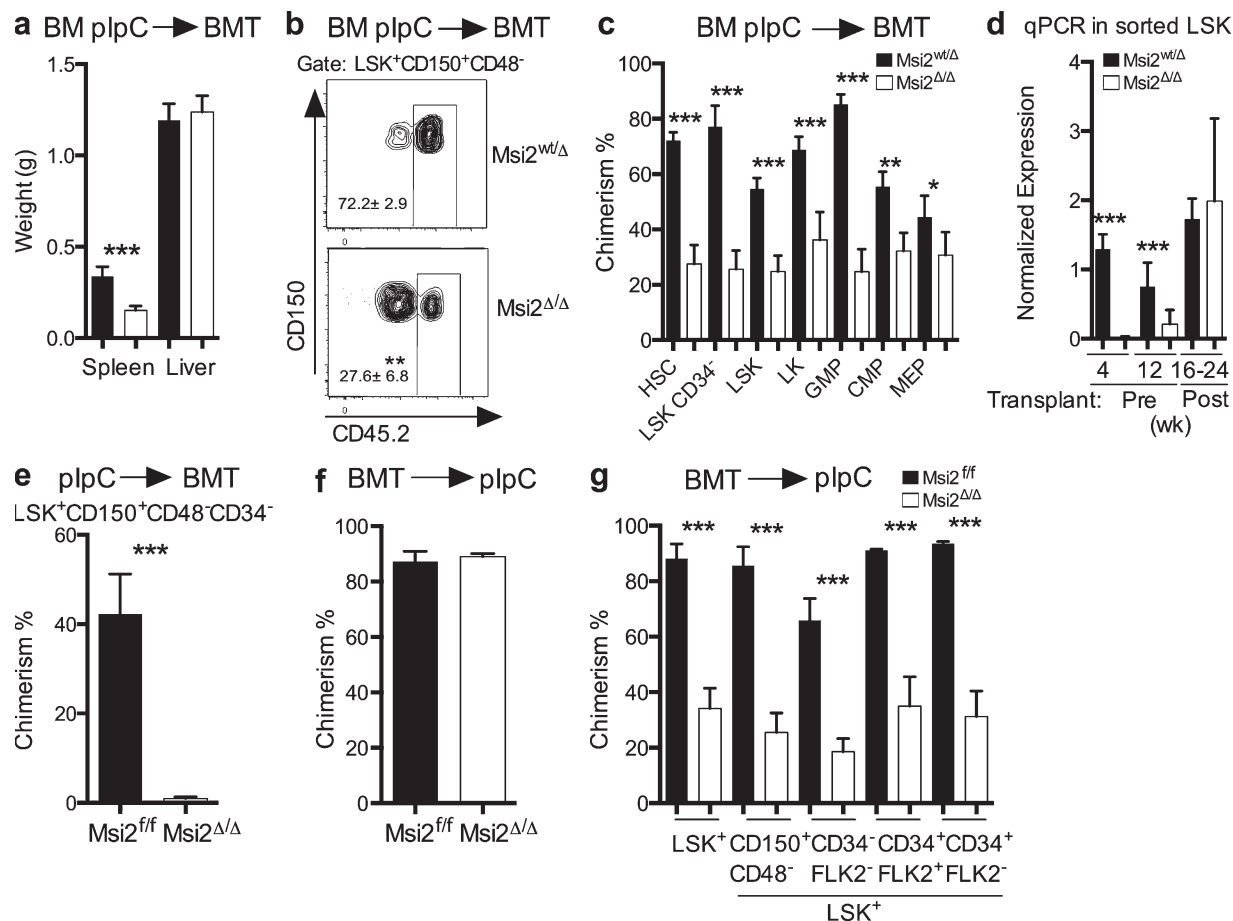 a BM pIpC BMT
Weight (g)
1.5
1.0
0.5
0.0
***
Spleen Liver
b BM pIpC BMT
Gate: LSK+CD150+CD48-
Msi2wt/Δ
72.2± 2.9
0
Msi2Δ/Δ
**
27.6± 6.8
0
CD150
CD45.2
c BM pIpC BMT
Msi2wt/Δ
Msi2Δ/Δ
Chimerism %
100
80
60
40
20
0
*** *** *** *** *** ** *
HSC LSK CD34- LSK LK GMP CMP MEP
d qPCR in sorted LSK
Msi2wt/Δ
Msi2Δ/Δ
Normalized Expression
4
3
2
1
0
*** ***
4 12 16-24
Transplant: Pre Post
(wk)
e pIpC BMT
LSK+CD150+CD48-CD34-
Chimerism %
60
40
20
0
***
Msi2f/f Msi2Δ/Δ
f BMT pIpC
Chimerism %
100
80
60
40
20
0
Msi2f/f Msi2Δ/Δ
g BMT pIpC
Msi2f/f
Msi2Δ/Δ
Chimerism %
100
80
60
40
20
0
*** *** *** *** ***
LSK+ CD150+CD34- CD34+CD34+
CD48- FLK2- FLK2+FLK2-
LSK+